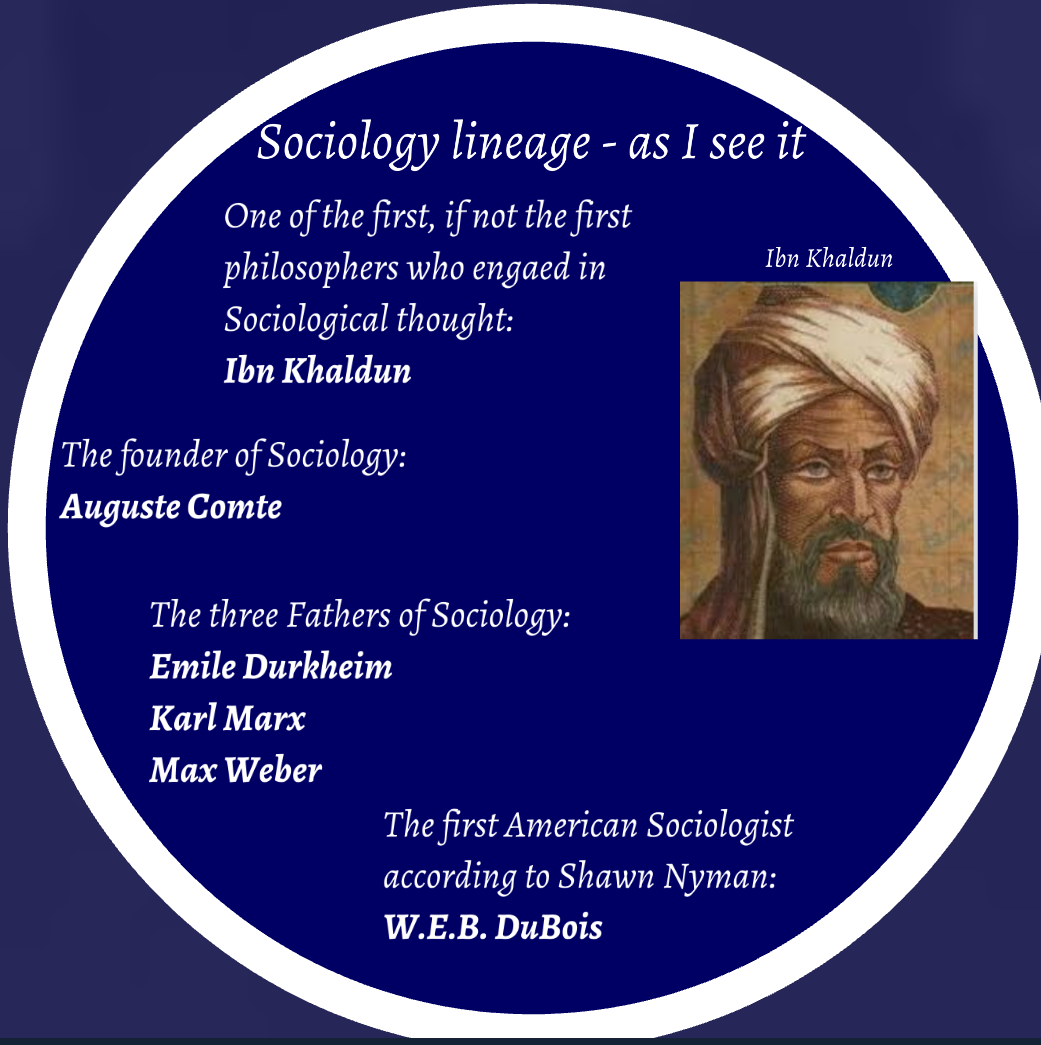 Sociology lineage - as I see it
One of the first, if not the first
philosophers who engaed in
Sociological thought:
Ibn Khaldun
Ibn Khaldun
The founder of Sociology:
Auguste Comte
The three Fathers of Sociology:
Emile Durkheim
Karl Marx
Max Weber
The first American Sociologist
according to Shawn Nyman:
W.E.B. DuBois